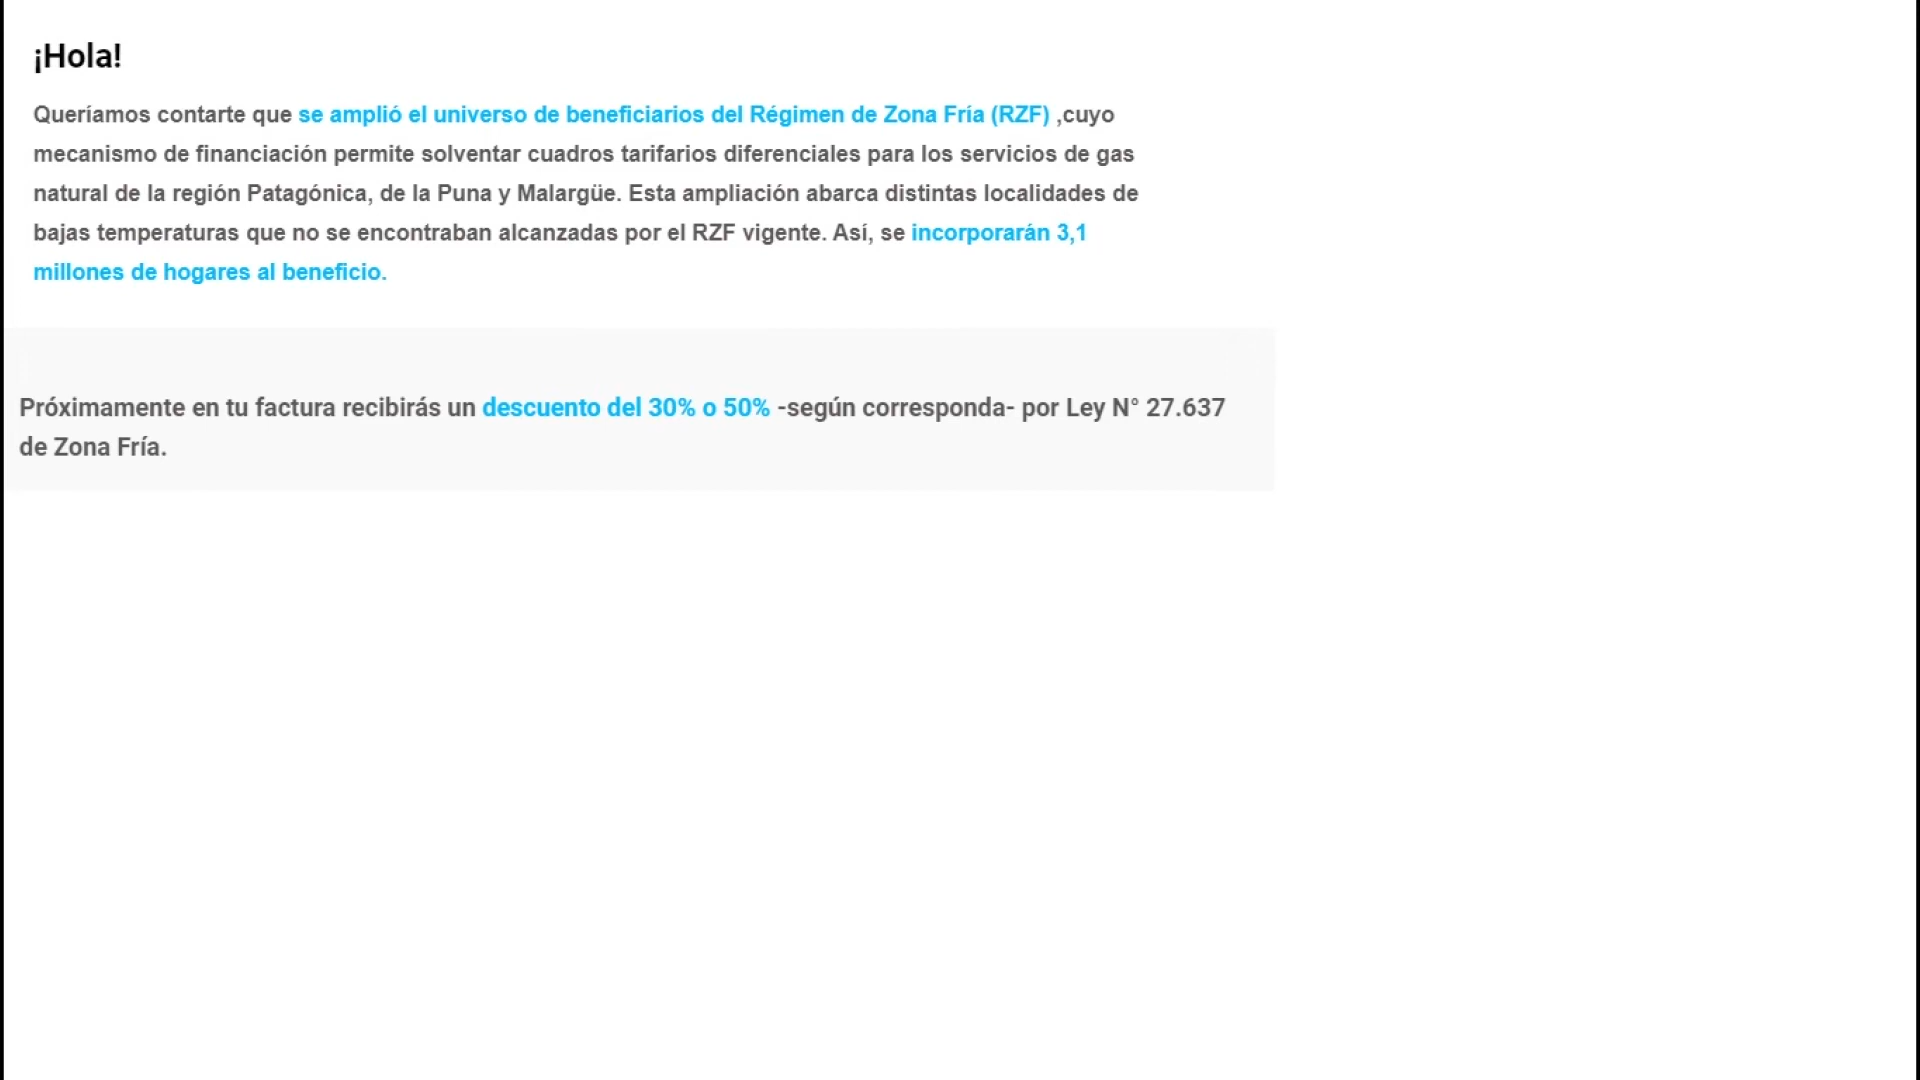 ¡Hola!
Queríamos contarte que se amplió el universo de beneficiarios del Régimen de Zona Fría (RZF) ,cuyo
mecanismo de financiación permite solventar cuadros tarifarios diferenciales para los servicios de gas
natural de la región Patagónica, de la Puna y Malargüe. Esta ampliación abarca distintas localidades de
bajas temperaturas que no se encontraban alcanzadas por el RZF vigente. Así, se incorporarán 3,1
millones de hogares al beneficio.
Próximamente en tu factura recibirás un descuento del 30% o 50% -según corresponda- por Ley N° 27.637
de Zona Fría.